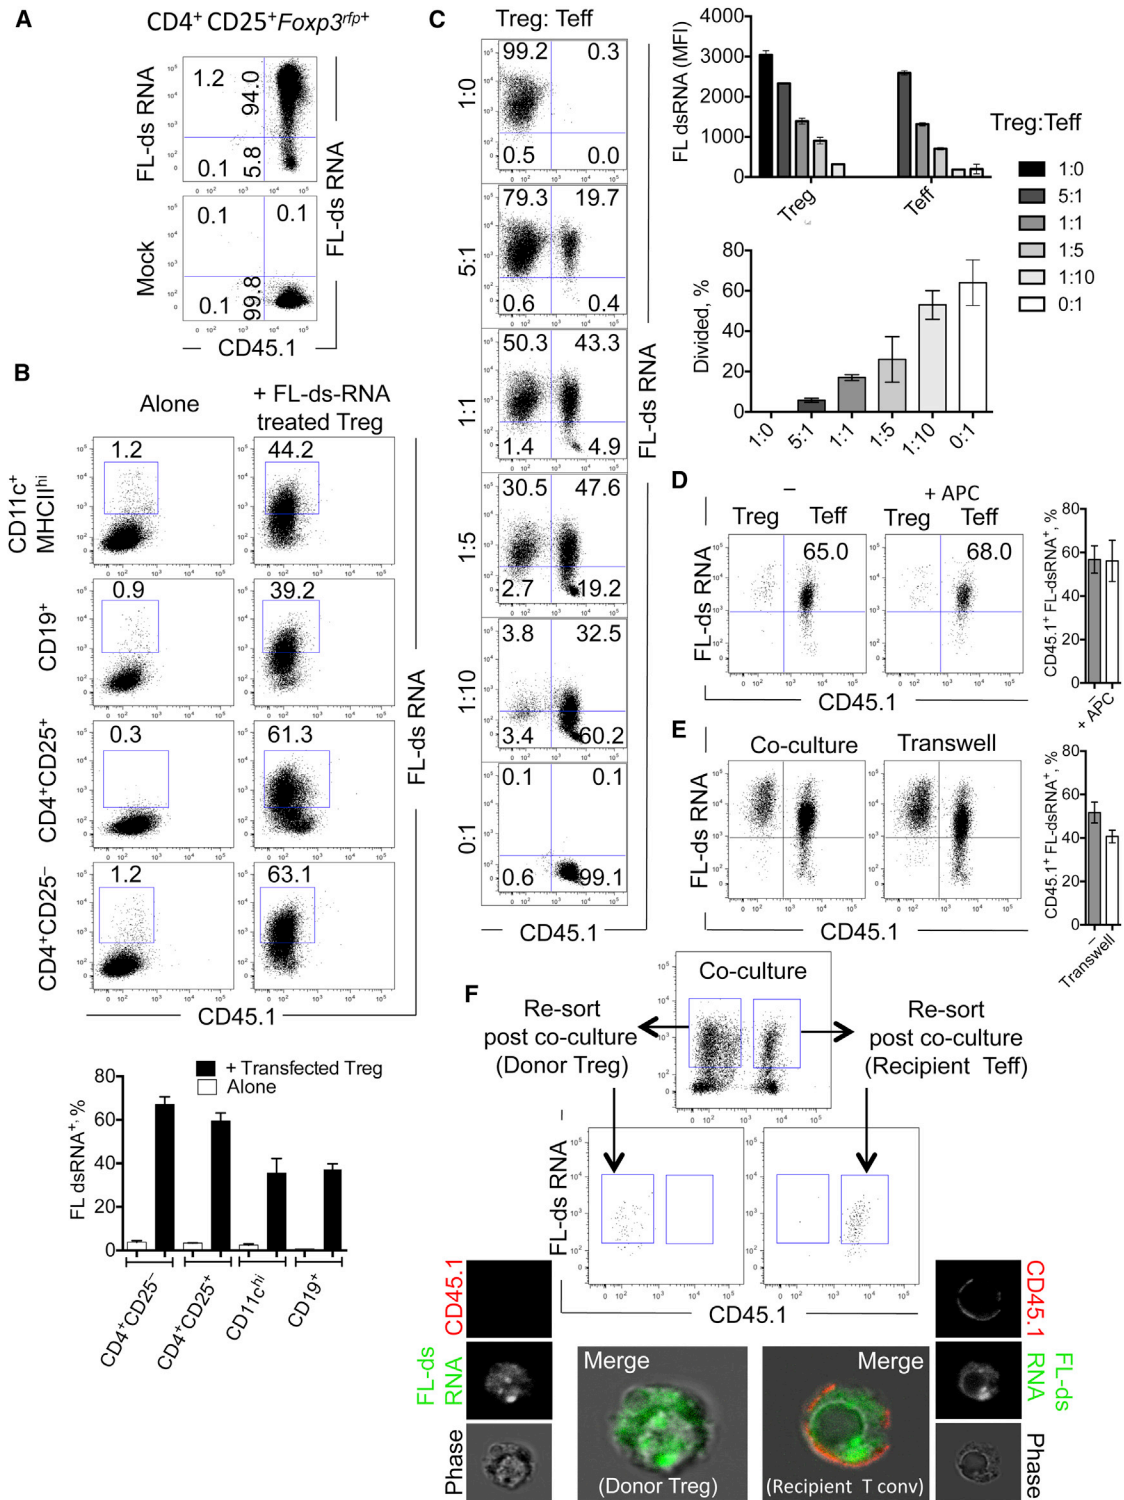 A
CD4+ CD25+Foxp3rfp+
FL-ds RNA
1.2
94.0
0.1
5.8
Mock
0.1
0.1
0.1
99.8
FL-ds RNA
CD45.1
B
Alone
+ FL-ds-RNA
treated Treg
CD11c+
MHCIIhi
1.2
44.2
CD19+
0.9
39.2
CD4+CD25+
0.3
61.3
CD4+CD25−
1.2
63.1
FL-ds RNA
CD45.1
+ Transfected Treg
Alone
FL dsRNA+, %
80
60
40
20
0
CD4+CD25−
CD4+CD25+
CD11chi
CD19+
C
Treg: Teff
1:0
99.2
0.3
0.5
0.0
5:1
79.3
19.7
0.6
0.4
1:1
50.3
43.3
1.4
4.9
1:5
30.5
47.6
2.7
19.2
1:10
3.8
32.5
3.4
60.2
0:1
0.1
0.1
0.6
99.1
FL-ds RNA
CD45.1
FL dsRNA (MFI)
4000
3000
2000
1000
0
Treg
Teff
Treg:Teff
1:0
5:1
1:1
1:5
1:10
0:1
Divided, %
80
60
40
20
0
1:0
5:1
1:1
1:5
1:10
0:1
D
−
+ APC
Treg
Teff
Treg
Teff
65.0
68.0
FL-ds RNA
CD45.1
CD45.1+ FL-dsRNA+, %
80
60
40
20
0
−
+ APC
E
Co-culture
Transwell
FL-ds RNA
CD45.1
CD45.1+ FL-dsRNA+, %
80
60
40
20
0
−
Transwell
F
Co-culture
Re-sort
post co-culture
(Donor Treg)
Re-sort
post co-culture
(Recipient Teff)
FL-ds RNA
CD45.1
CD45.1
FL-ds
RNA
Phase
Merge
(Donor Treg)
Merge
(Recipient T conv)
CD45.1
FL-ds
RNA
Phase